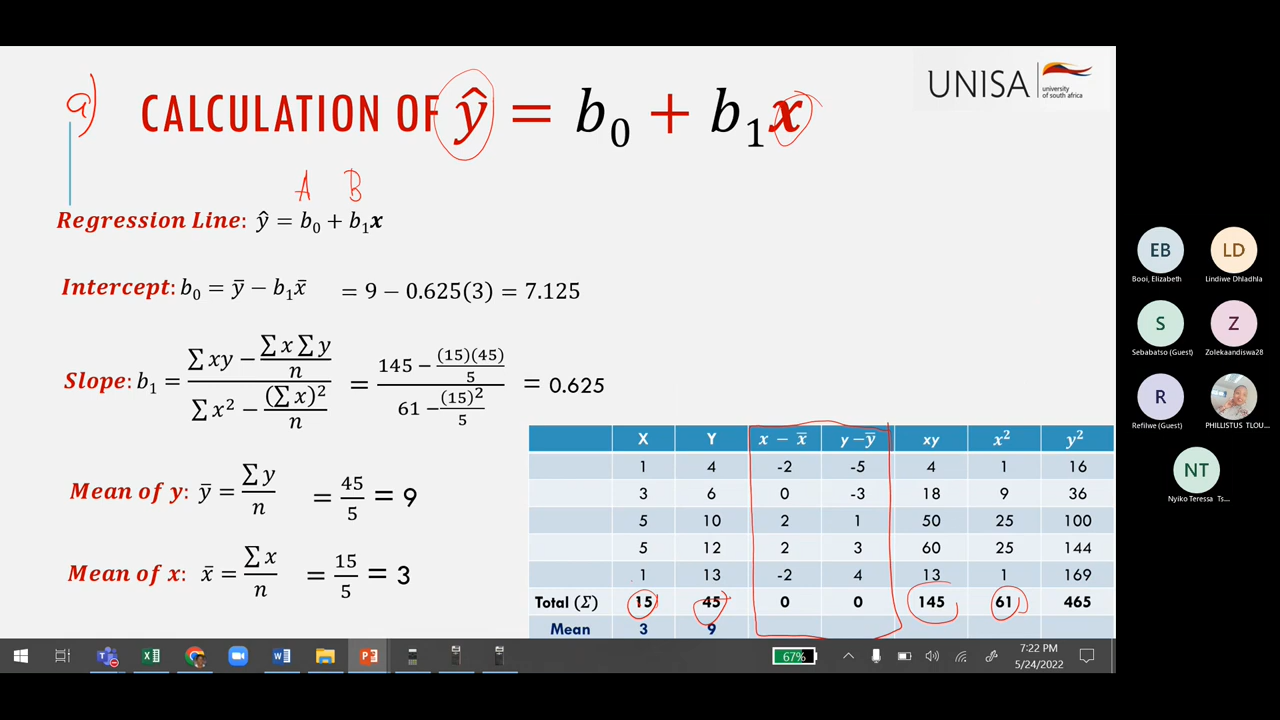 a)
CALCULATION OF ŷ = b₀ + b₁x
UNISA
university
of south africa
A B
Regression Line: ŷ = b₀ + b₁x
Intercept: b₀ = ȳ − b₁x̄ = 9 − 0.625(3) = 7.125
Slope: b₁ = (∑xy − (∑x∑y)/n) / (∑x² − (∑x)²/n) = (145 − (15)(45)/5) / (61 − (15)²/5) = 0.625
Mean of y: ȳ = ∑y/n = 45/5 = 9
Mean of x: x̄ = ∑x/n = 15/5 = 3
X Y x − x̄ y − ȳ xy x² y²
1 4 -2 -5 4 1 16
3 6 0 -3 18 9 36
5 10 2 1 50 25 100
5 12 2 3 60 25 144
1 13 -2 4 13 1 169
Total (Σ) 15 45 0 0 145 61 465
Mean 3 9
EB
Booi, Elizabeth
LD
Lindiwe Dhladhla
S
Sebabatso (Guest)
Z
Zolekaandiswa28
R
Refilwe (Guest)
PHILLISTUS TLOU...
NT
Nyiko Teressa Ts...
67%
7:22 PM
5/24/2022